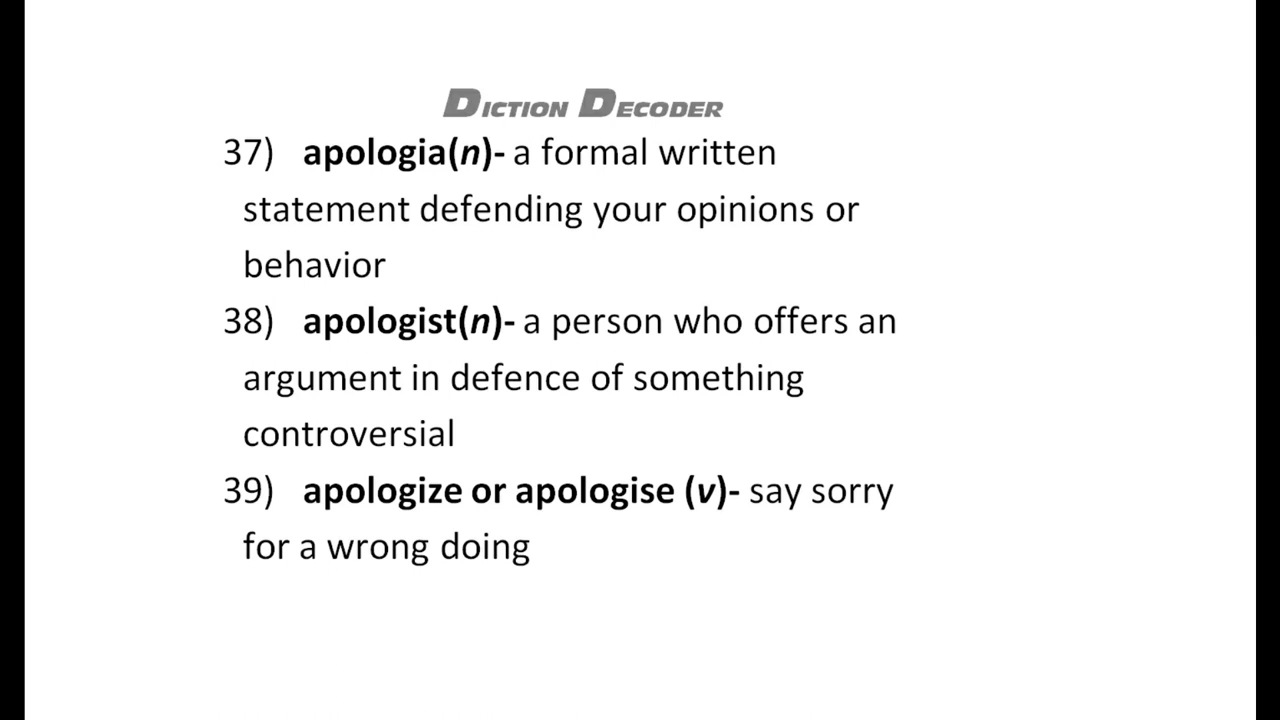 DICTION DECODER
37) apologia(n)- a formal written
statement defending your opinions or
behavior
38) apologist(n)- a person who offers an
argument in defence of something
controversial
39) apologize or apologise (v)- say sorry
for a wrong doing